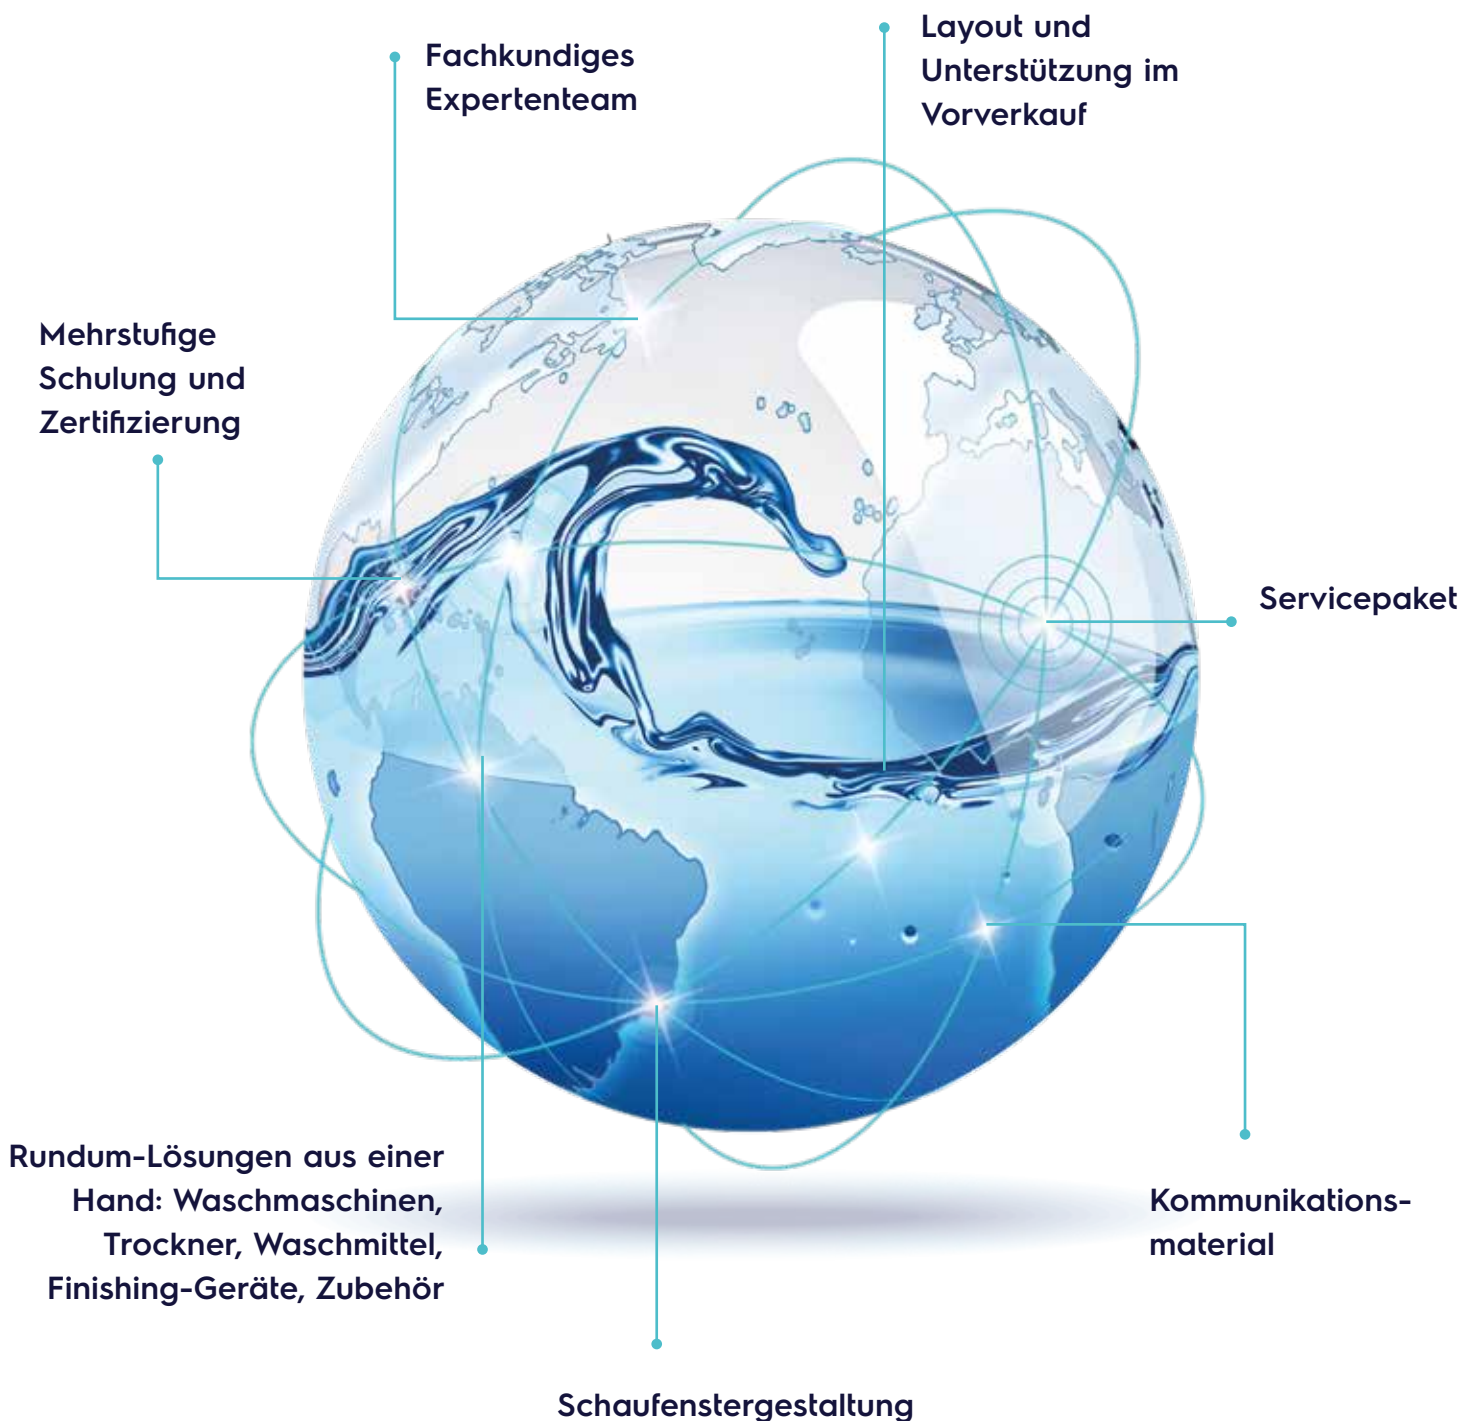 Fachkundiges
Expertenteam
Layout und
Unterstützung im
Vorverkauf
Mehrstufige
Schulung und
Zertifizierung
Servicepaket
Rundum-Lösungen aus einer
Hand: Waschmaschinen,
Trockner, Waschmittel,
Finishing-Geräte, Zubehör
Kommunikations-
material
Schaufenstergestaltung